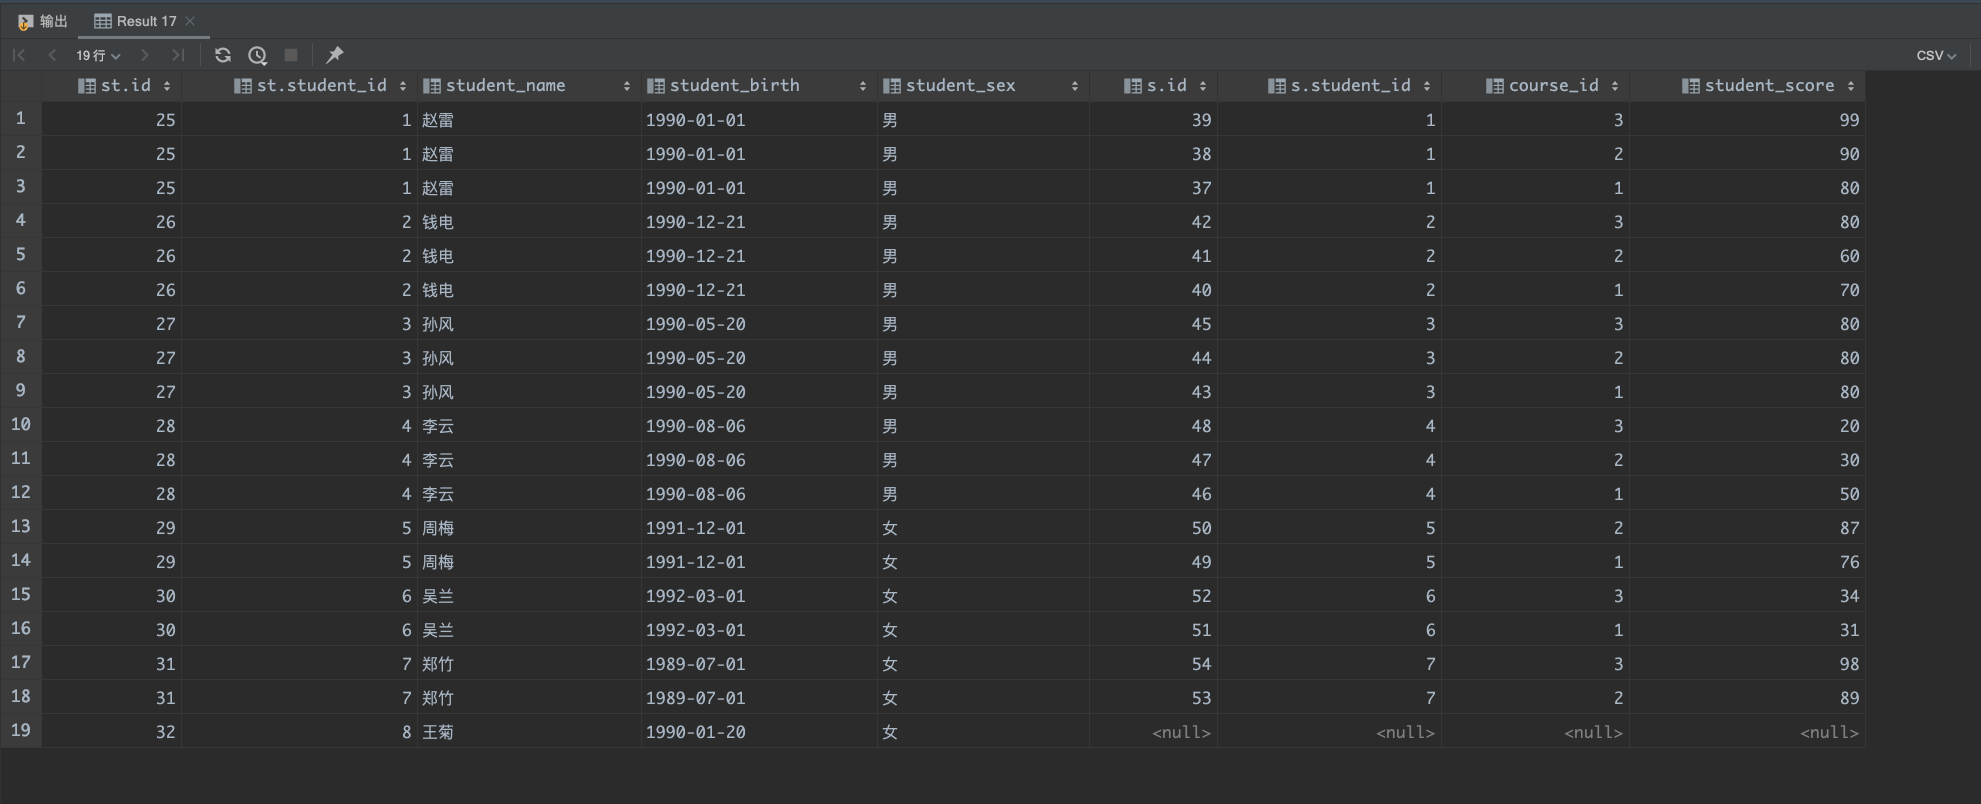 输出 Result 17
19 行 CSV
st.id st.student_id student_name student_birth student_sex s.id s.student_id course_id student_score
1 25 1 赵雷 1990-01-01 男 39 1 3 99
2 25 1 赵雷 1990-01-01 男 38 1 2 90
3 25 1 赵雷 1990-01-01 男 37 1 1 80
4 26 2 钱电 1990-12-21 男 42 2 3 80
5 26 2 钱电 1990-12-21 男 41 2 2 60
6 26 2 钱电 1990-12-21 男 40 2 1 70
7 27 3 孙风 1990-05-20 男 45 3 3 80
8 27 3 孙风 1990-05-20 男 44 3 2 80
9 27 3 孙风 1990-05-20 男 43 3 1 80
10 28 4 李云 1990-08-06 男 48 4 3 20
11 28 4 李云 1990-08-06 男 47 4 2 30
12 28 4 李云 1990-08-06 男 46 4 1 50
13 29 5 周梅 1991-12-01 女 50 5 2 87
14 29 5 周梅 1991-12-01 女 49 5 1 76
15 30 6 吴兰 1992-03-01 女 52 6 3 34
16 30 6 吴兰 1992-03-01 女 51 6 1 31
17 31 7 郑竹 1989-07-01 女 54 7 3 98
18 31 7 郑竹 1989-07-01 女 53 7 2 89
19 32 8 王菊 1990-01-20 女 <null> <null> <null> <null>